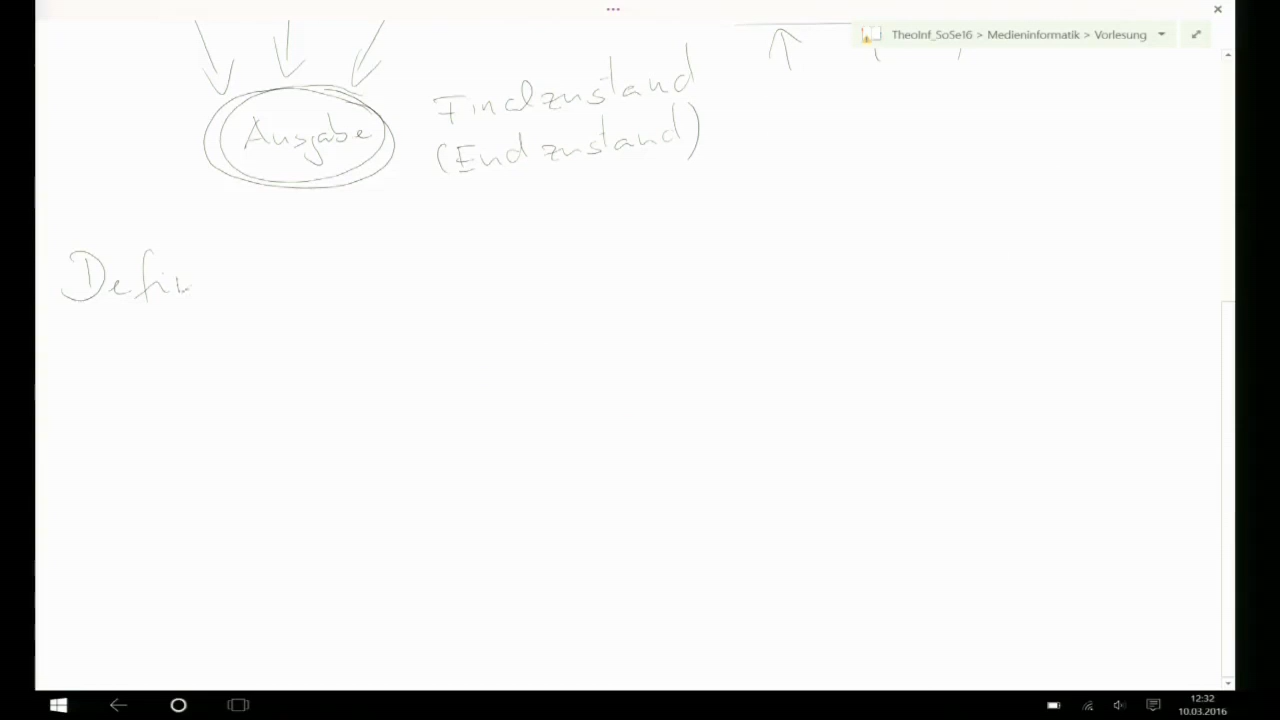 TheoInf_SoSe16 > Medieninformatik > Vorlesung
Finalzustand
Ausgabe
(Endzustand)
Defin
12:32
10.03.2016